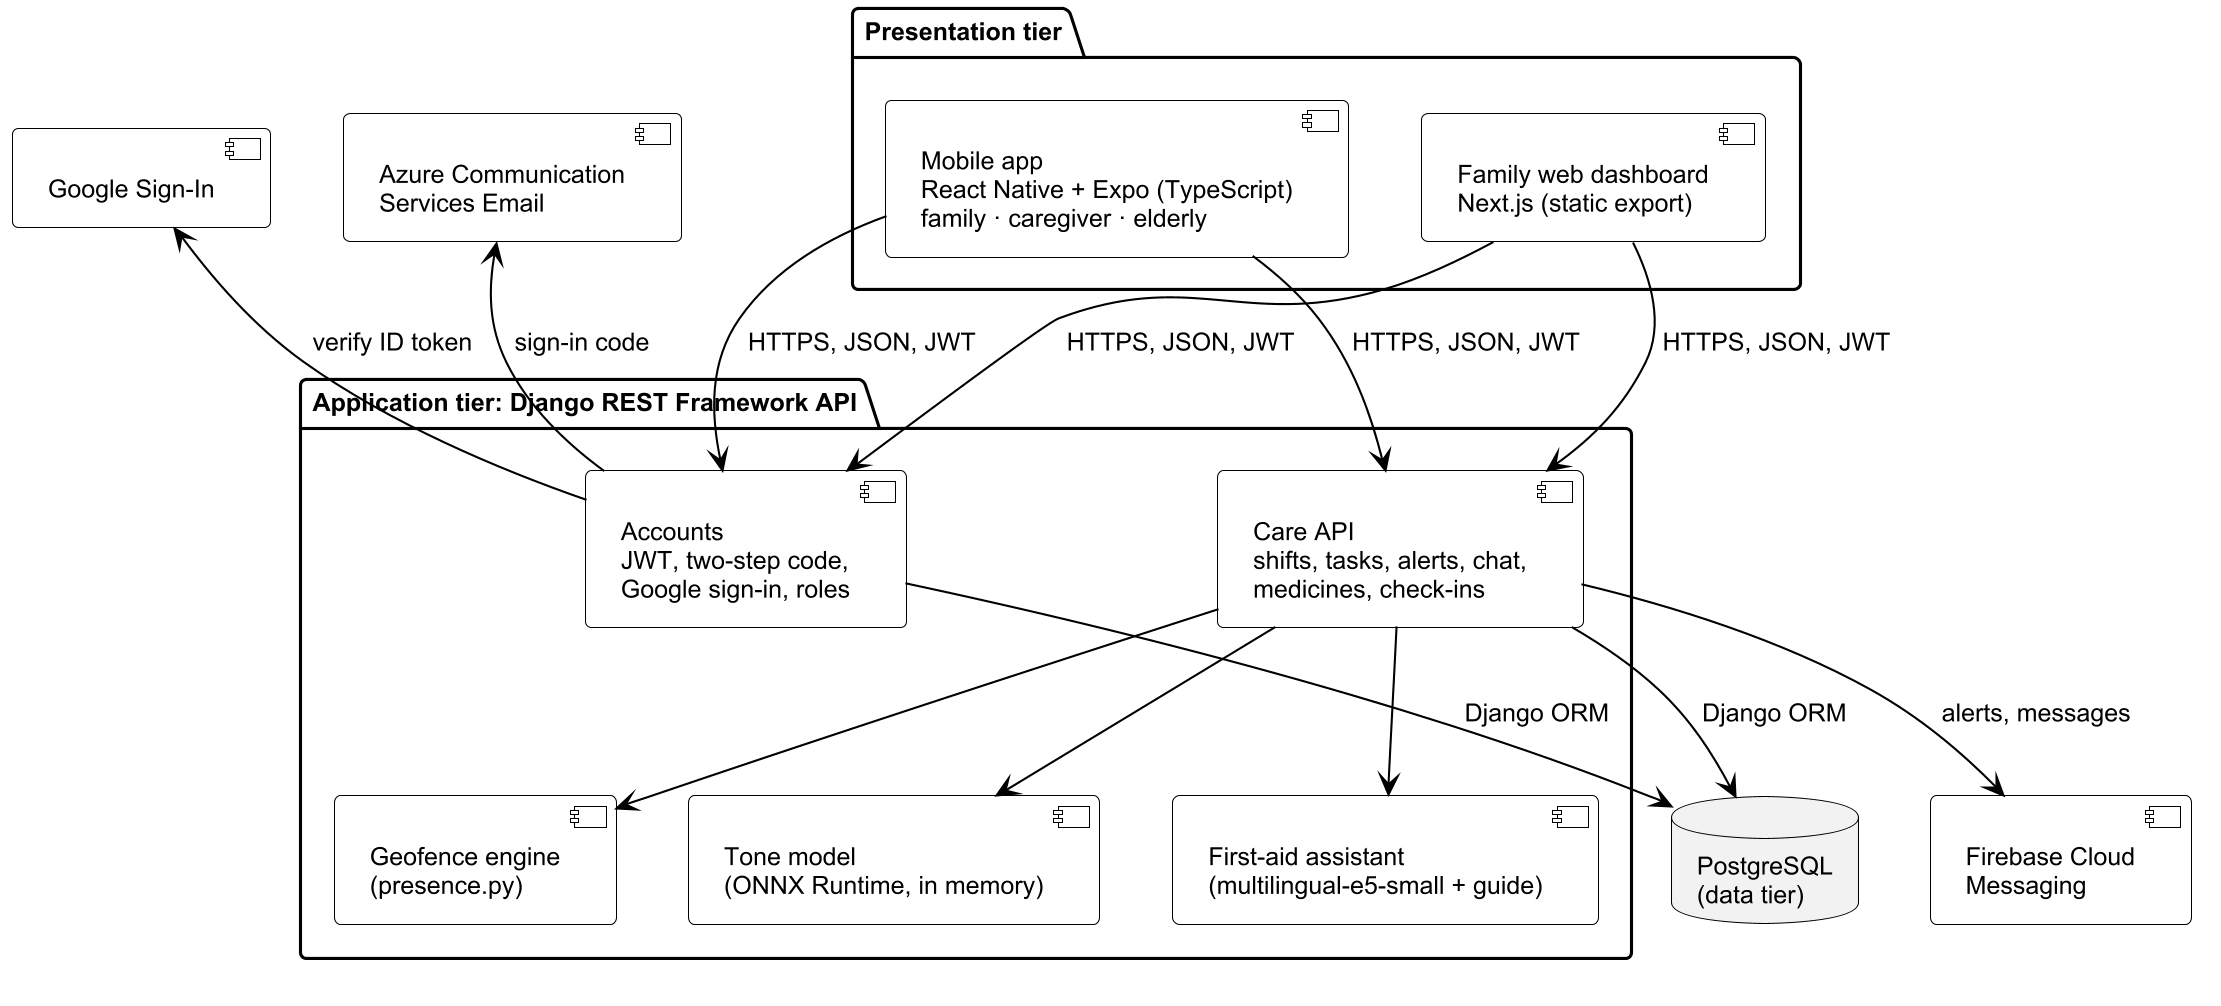 Presentation tier
Google Sign-In
Azure Communication
Services Email
Mobile app
React Native + Expo (TypeScript)
family · caregiver · elderly
Family web dashboard
Next.js (static export)
verify ID token
sign-in code
HTTPS, JSON, JWT
HTTPS, JSON, JWT
HTTPS, JSON, JWT
HTTPS, JSON, JWT
Application tier: Django REST Framework API
Accounts
JWT, two-step code,
Google sign-in, roles
Care API
shifts, tasks, alerts, chat,
medicines, check-ins
Django ORM
Django ORM
alerts, messages
Geofence engine
(presence.py)
Tone model
(ONNX Runtime, in memory)
First-aid assistant
(multilingual-e5-small + guide)
PostgreSQL
(data tier)
Firebase Cloud
Messaging